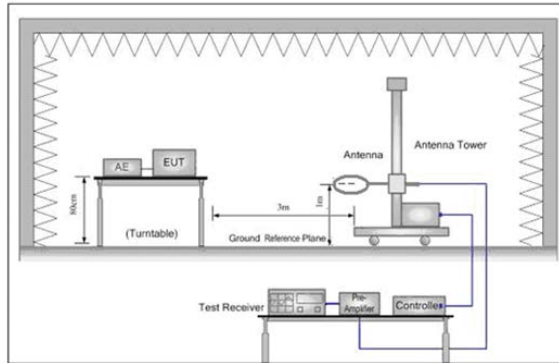 Antenna Tower
Antenna
AE
EUT
80cm
(Turntable)
3m
1m
Ground Reference Plane
Test Receiver
Pre-
Amplifier
Controller